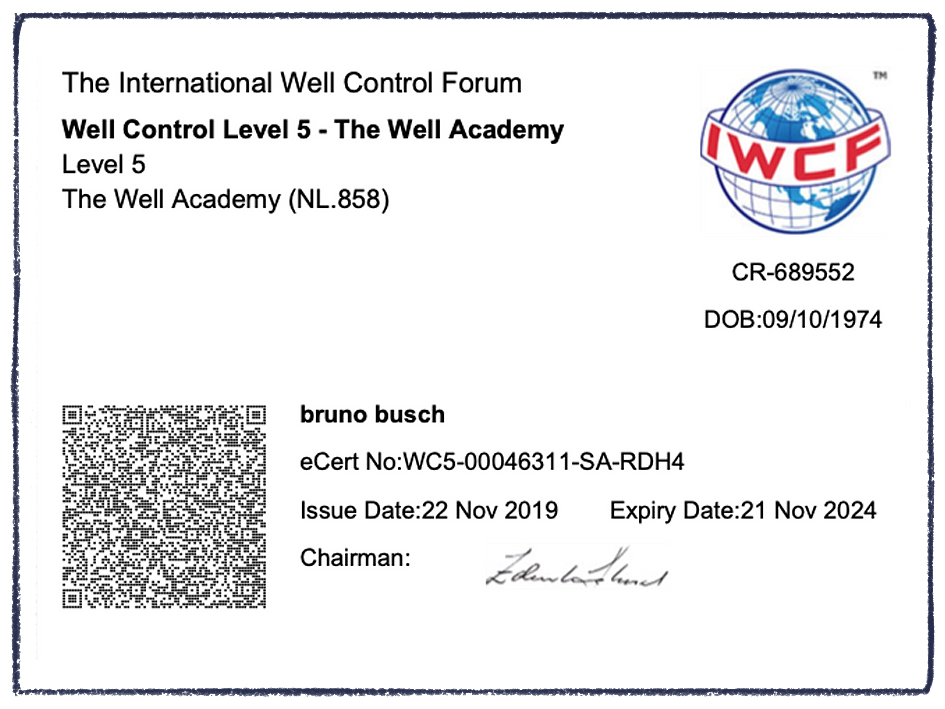 The International Well Control Forum
Well Control Level 5 - The Well Academy
Level 5
The Well Academy (NL.858)
TM
IWCF
CR-689552
DOB:09/10/1974
bruno busch
eCert No:WC5-00046311-SA-RDH4
Issue Date:22 Nov 2019 Expiry Date:21 Nov 2024
Chairman: